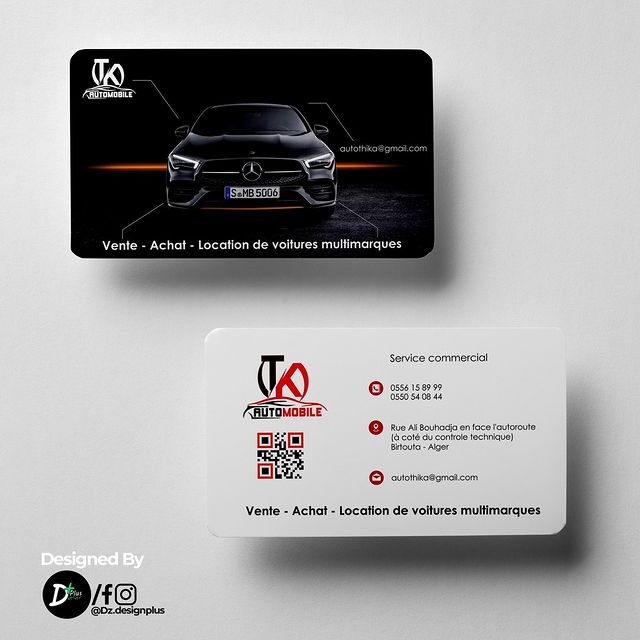 TK
AUTOMOBILE
autothika@gmail.com
S MB 5006
Vente - Achat - Location de voitures multimarques
TK
AUTOMOBILE
Service commercial
0556 15 89 99
0550 54 08 44
Rue Ali Bouhadja en face l'autoroute
(à coté du controle technique)
Birtouta - Alger
autothika@gmail.com
Vente - Achat - Location de voitures multimarques
Designed By
D+Plus
@Dz.designplus